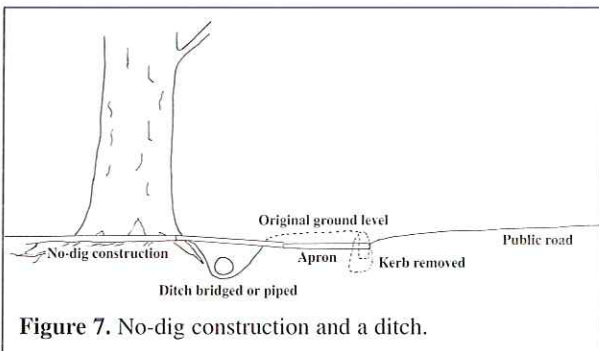 Original ground level
Public road
No-dig construction
Apron
Kerb removed
Ditch bridged or piped
Figure 7. No-dig construction and a ditch.